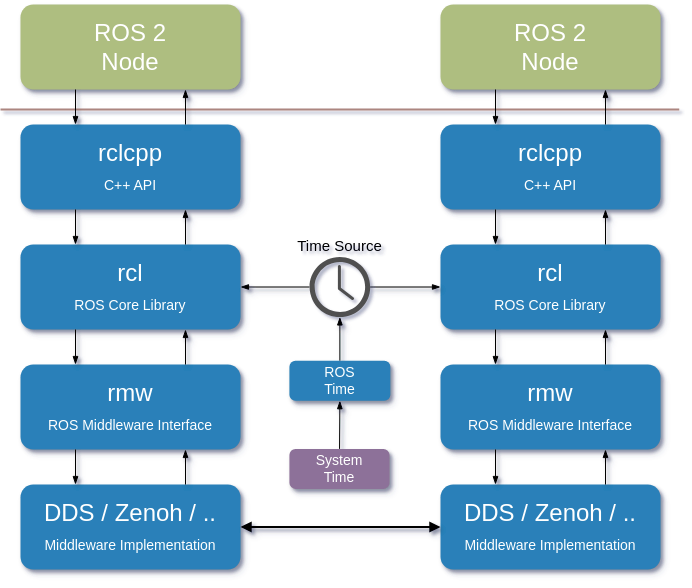 ROS 2
Node
ROS 2
Node
rclcpp
C++ API
rclcpp
C++ API
Time Source
rcl
ROS Core Library
rcl
ROS Core Library
ROS
Time
rmw
ROS Middleware Interface
rmw
ROS Middleware Interface
System
Time
DDS / Zenoh / ..
Middleware Implementation
DDS / Zenoh / ..
Middleware Implementation